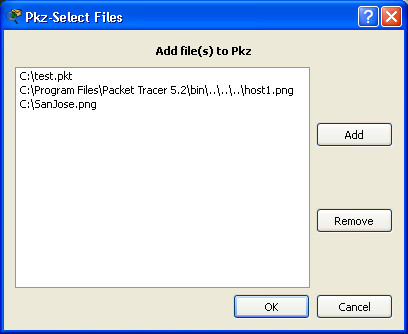 Pkz-Select Files
Add file(s) to Pkz
C:\test.pkt
C:\Program Files\Packet Tracer 5.2\bin\..\..\..\host1.png
C:\SanJose.png
Add
Remove
OK
Cancel